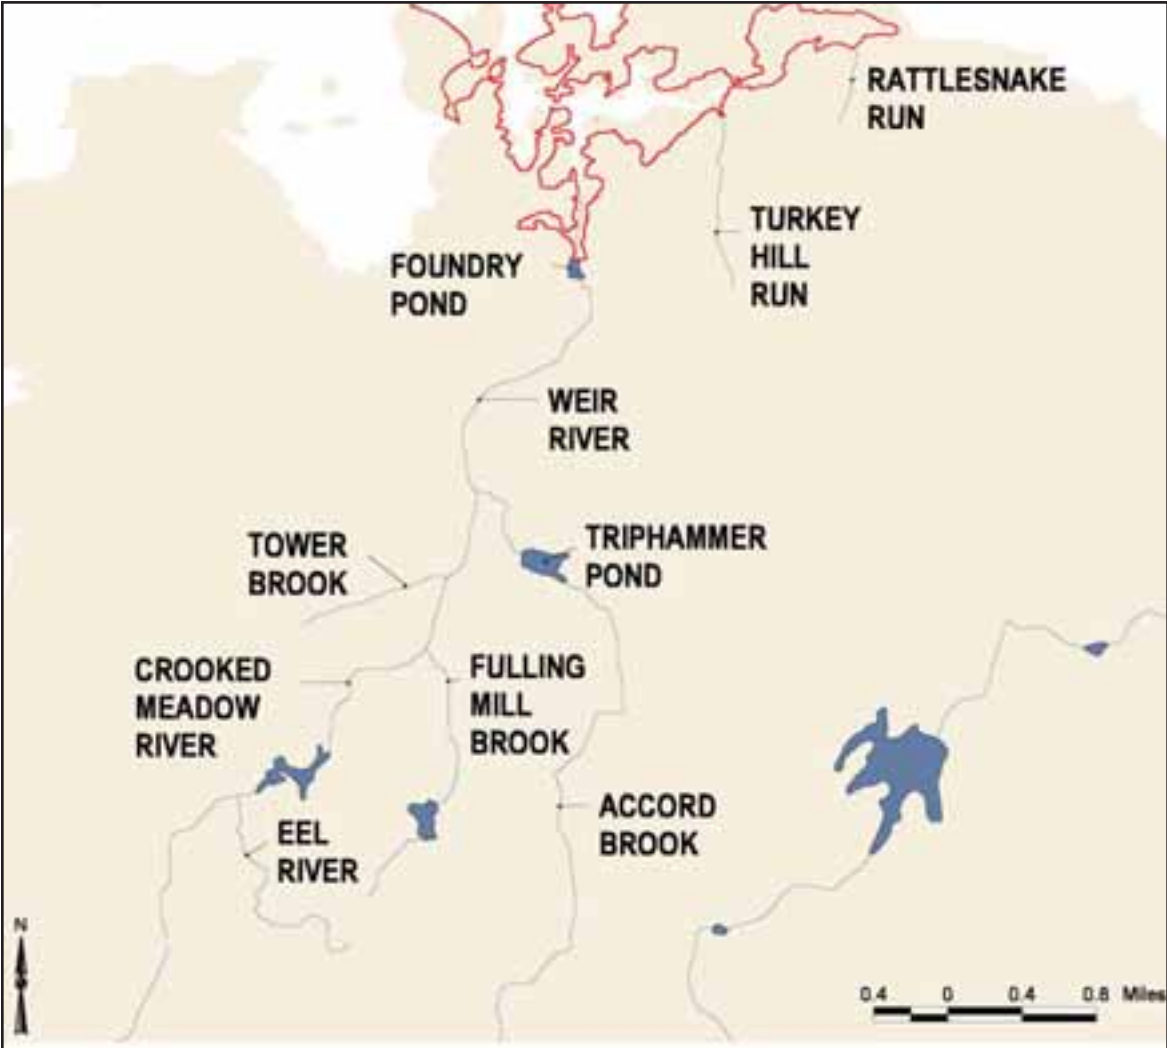 RATTLESNAKE
RUN
TURKEY
HILL
RUN
FOUNDRY
POND
WEIR
RIVER
TOWER
BROOK
TRIPHAMMER
POND
CROOKED
MEADOW
RIVER
FULLING
MILL
BROOK
ACCORD
BROOK
EEL
RIVER
N
0.4 0 0.4 0.8 Miles